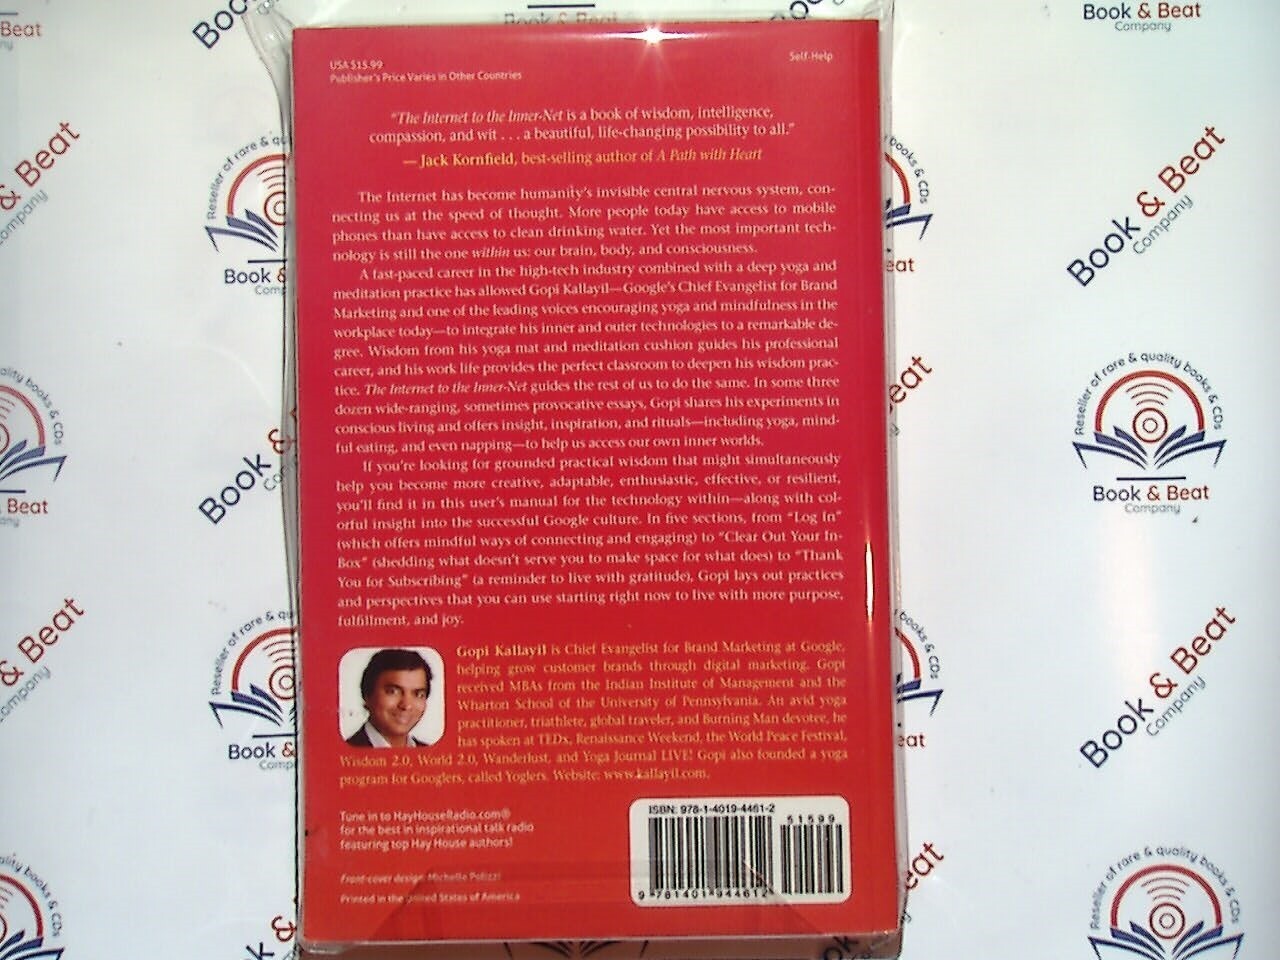 USA $15.99
Publisher's Price Varies in Other Countries
Self-Help
"The Internet to the Inner-Net is a book of wisdom, intelligence,
compassion, and wit . . . a beautiful, life-changing possibility to all."
— Jack Kornfield, best-selling author of A Path with Heart
The Internet has become humanity's invisible central nervous system, con-
necting us at the speed of thought. More people today have access to mobile
phones than have access to clean drinking water. Yet the most important tech-
nology is still the one within us: our brain, body, and consciousness.
A fast-paced career in the high-tech industry combined with a deep yoga and
meditation practice has allowed Gopi Kallayil—Google's Chief Evangelist for Brand
Marketing and one of the leading voices encouraging yoga and mindfulness in the
workplace today—to integrate his inner and outer technologies to a remarkable de-
gree. Wisdom from his yoga mat and meditation cushion guides his professional
career, and his work life provides the perfect classroom to deepen his wisdom prac-
tice. The Internet to the Inner-Net guides the rest of us to do the same. In some three
dozen wide-ranging, sometimes provocative essays, Gopi shares his experiments in
conscious living and offers insight, inspiration, and rituals—including yoga, mind-
ful eating, and even napping—to help us access our own inner worlds.
If you're looking for grounded practical wisdom that might simultaneously
help you become more creative, adaptable, enthusiastic, effective, or resilient,
you'll find it in this user's manual for the technology within—along with col-
orful insight into the successful Google culture. In five sections, from "Log In"
(which offers mindful ways of connecting and engaging) to "Clear Out Your In-
Box" (shedding what doesn't serve you to make space for what does) to "Thank
You for Subscribing" (a reminder to live with gratitude), Gopi lays out practices
and perspectives that you can use starting right now to live with more purpose,
fulfillment, and joy.
Gopi Kallayil is Chief Evangelist for Brand Marketing at Google,
helping grow customer brands through digital marketing. Gopi
received MBAs from the Indian Institute of Management and the
Wharton School of the University of Pennsylvania. An avid yoga
practitioner, triathlete, global traveler, and Burning Man devotee, he
has spoken at TEDx, Renaissance Weekend, the World Peace Festival,
Wisdom 2.0, World 2.0, Wanderlust, and Yoga Journal LIVE! Gopi also founded a yoga
program for Googlers, called Yoglers. Website: www.kallayil.com.
Tune in to HayHouseRadio.com®
for the best in inspirational talk radio
featuring top Hay House authors!
Front-cover design: Michelle Polizzi
Printed in the United States of America
ISBN: 978-1-4019-4461-2
51599
9 781401 944612
Book & Beat
Company
Book & Beat
Company
Reseller of rare & quality books & CDs
Book & Beat
Company
Book & Beat
Company
Reseller of rare & quality books & CDs